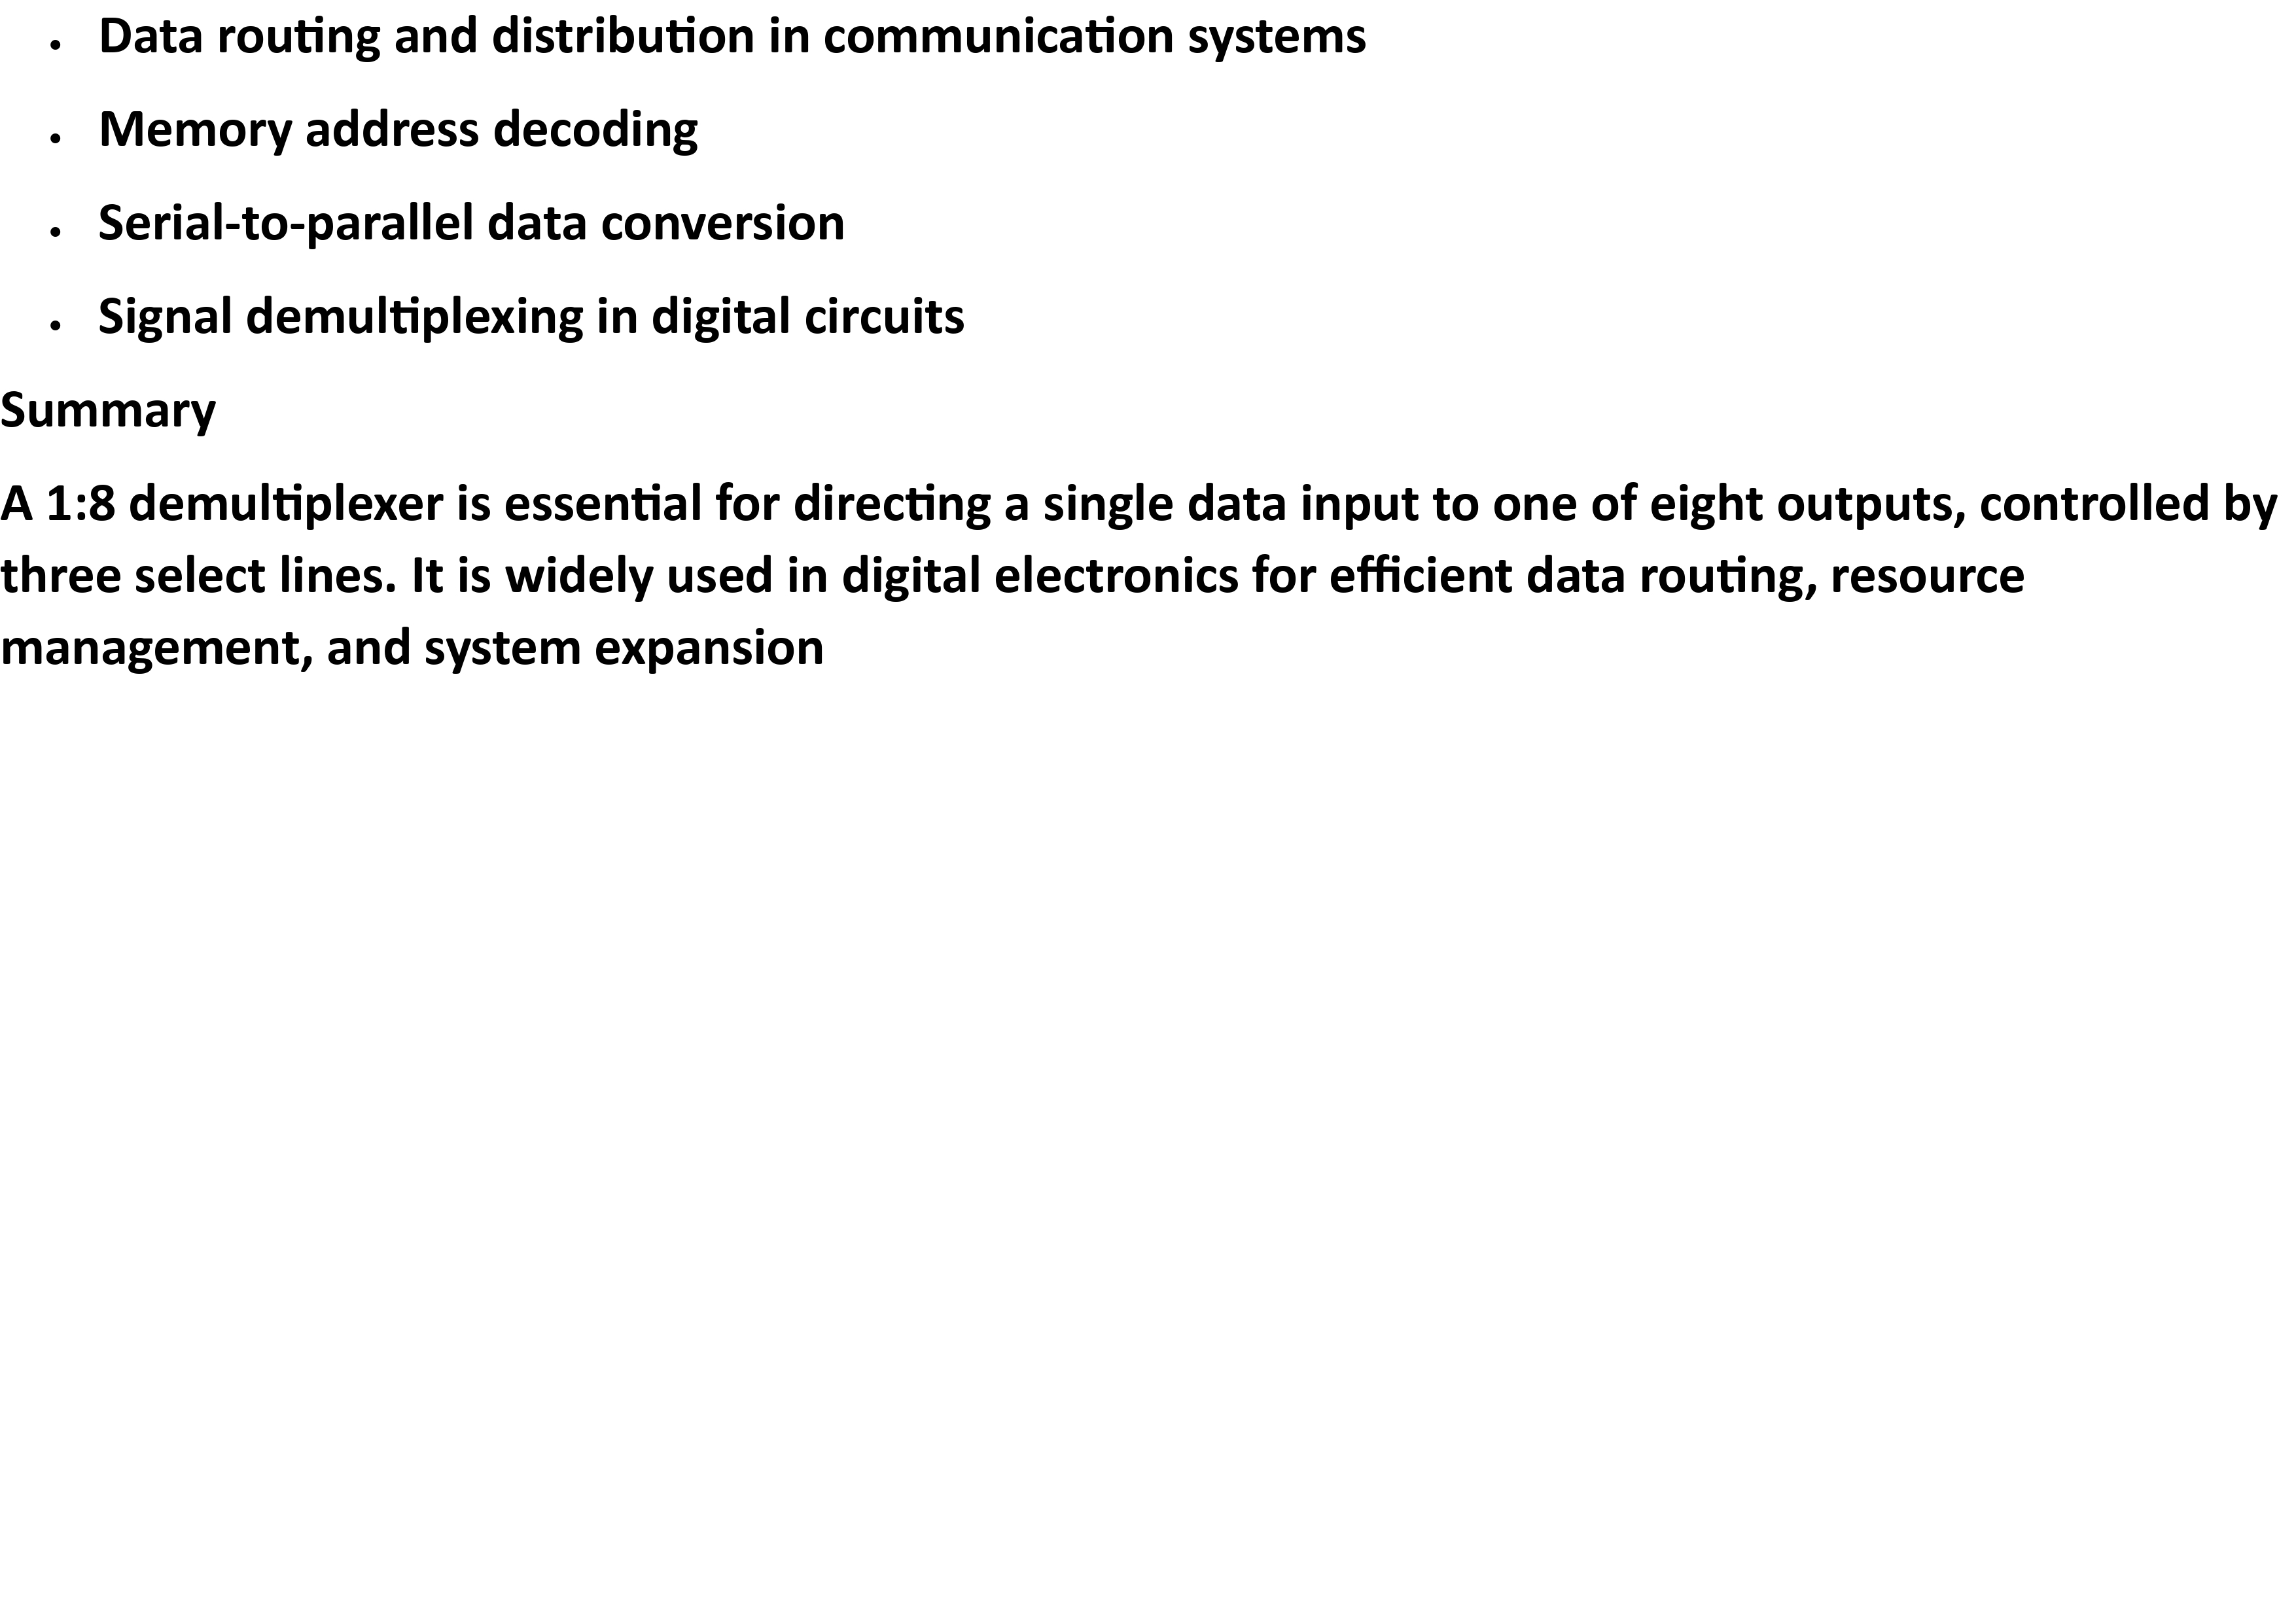 • Data routing and distribution in communication systems
• Memory address decoding
• Serial-to-parallel data conversion
• Signal demultiplexing in digital circuits
Summary
A 1:8 demultiplexer is essential for directing a single data input to one of eight outputs, controlled by
three select lines. It is widely used in digital electronics for efficient data routing, resource
management, and system expansion